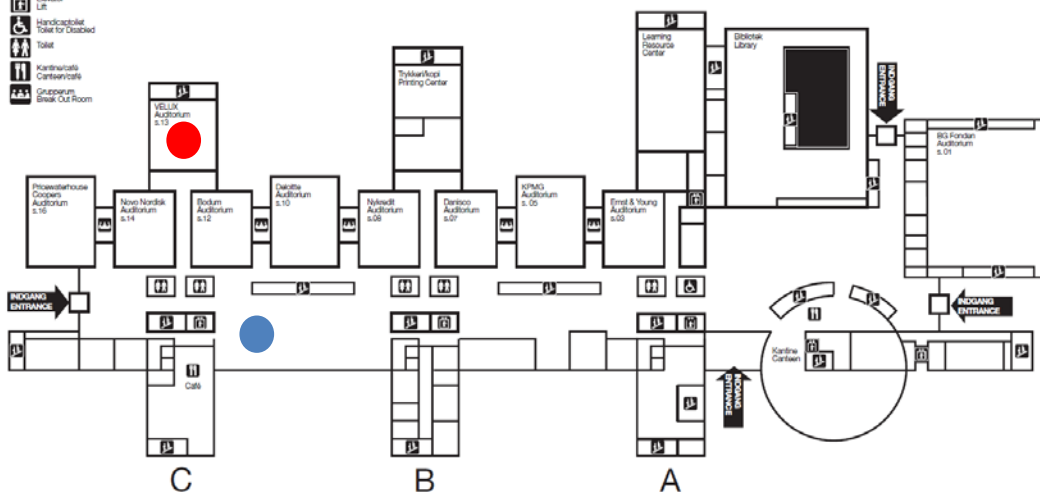 Lift
Handicaptoilet
Toilet for Disabled
Toilet
Kantine/café
Canteen/café
Grupperum
Break Out Room
VELUX
Auditorium
s.13
Trykkeri/kopi
Printing Center
Learning
Resource
Center
Bibliotek
Library
INDGANG
ENTRANCE
BG Fonden
Auditorium
s. 01
Pricewaterhouse
Coopers
Auditorium
s.16
Novo Nordisk
Auditorium
s.14
Bodum
Auditorium
s.12
Deloitte
Auditorium
s.10
Nykredit
Auditorium
s.08
Danisco
Auditorium
s.07
KPMG
Auditorium
s. 05
Ernst & Young
Auditorium
s.03
INDGANG
ENTRANCE
INDGANG
ENTRANCE
Kantine
Canteen
Café
INDGANG
ENTRANCE
C
B
A